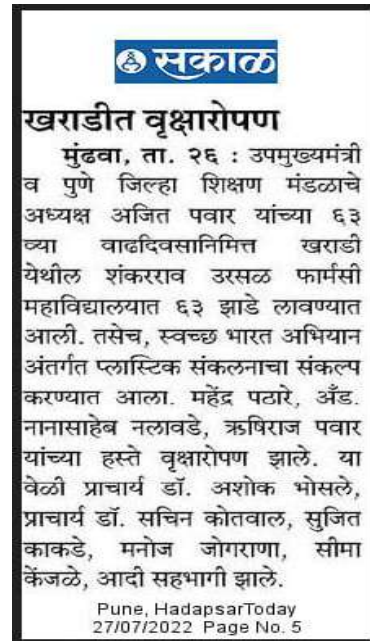 सकाळ
खराडीत वृक्षारोपण
मुंढवा, ता. २६ : उपमुख्यमंत्री
व पुणे जिल्हा शिक्षण मंडळाचे
अध्यक्ष अजित पवार यांच्या ६३
व्या वाढदिवसानिमित्त खराडी
येथील शंकरराव उरसळ फार्मसी
महाविद्यालयात ६३ झाडे लावण्यात
आली. तसेच, स्वच्छ भारत अभियान
अंतर्गत प्लास्टिक संकलनाचा संकल्प
करण्यात आला. महेंद्र पठारे, ॲड.
नानासाहेब नलावडे, ऋषिराज पवार
यांच्या हस्ते वृक्षारोपण झाले. या
वेळी प्राचार्य डॉ. अशोक भोसले,
प्राचार्य डॉ. सचिन कोतवाल, सुजित
काकडे, मनोज जोगराणा, सीमा
केंजळे, आदी सहभागी झाले.
Pune, HadapsarToday
27/07/2022 Page No. 5